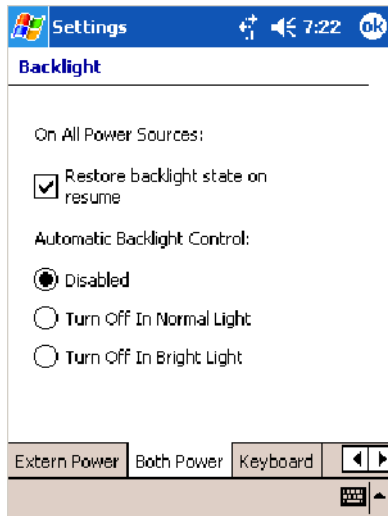 Settings 7:22 ok
Backlight
On All Power Sources:
Restore backlight state on
resume
Automatic Backlight Control:
Disabled
Turn Off In Normal Light
Turn Off In Bright Light
Extern Power Both Power Keyboard